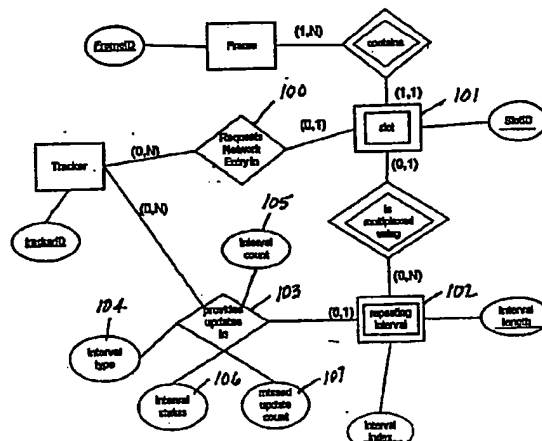 FrameID
Frame
(1,N)
contains
100
(1,1)
101
Requests
Network
Entry in
(0,1)
slot
SlotID
Tracker
(0,N)
(0,1)
trackerID
(0,N)
105
Interval
count
is
multiplexed
using
103
(0,N)
102
104
provides
updates
in
(0,1)
repeating
Interval
Interval
length
Interval
type
106
107
Interval
status
missed
update
count
Interval
Index